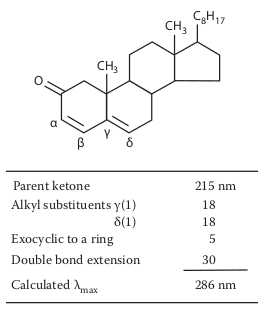 C₈H₁₇
CH₃
CH₃
O
α
β
γ
δ
Parent ketone 215 nm
Alkyl substituents γ(1) 18
δ(1) 18
Exocyclic to a ring 5
Double bond extension 30
Calculated λmax 286 nm